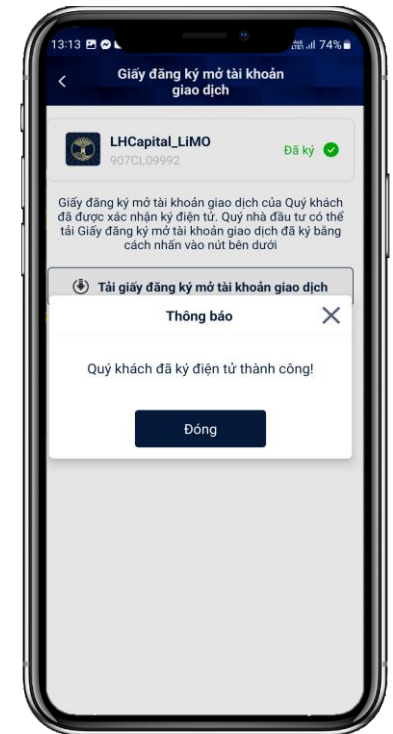 13:13
74%
Giấy đăng ký mở tài khoản
giao dịch
LHCapital_LiMO
907CL09992
Đã ký
Giấy đăng ký mở tài khoản giao dịch của Quý khách
đã được xác nhận ký điện tử. Quý nhà đầu tư có thể
tải Giấy đăng ký mở tài khoản giao dịch đã ký bằng
cách nhấn vào nút bên dưới
Tải giấy đăng ký mở tài khoản giao dịch
Thông báo
Quý khách đã ký điện tử thành công!
Đóng